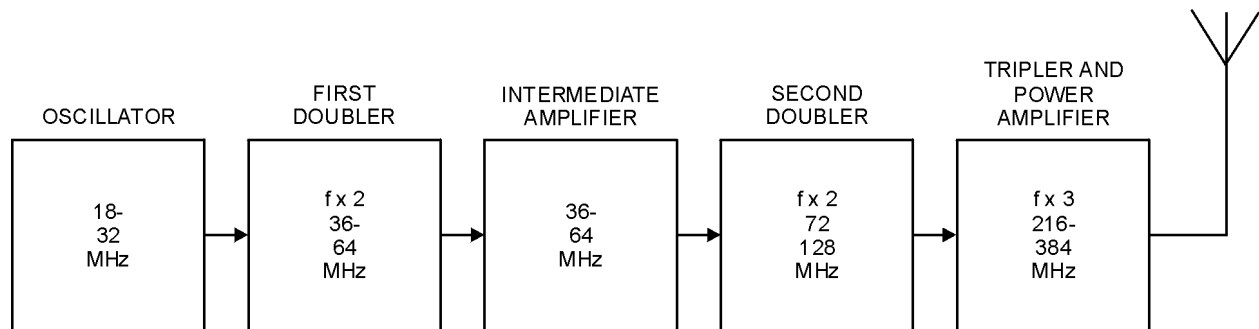 OSCILLATOR
18-
32
MHz
FIRST
DOUBLER
f x 2
36-
64
MHz
INTERMEDIATE
AMPLIFIER
36-
64
MHz
SECOND
DOUBLER
f x 2
72
128
MHz
TRIPLER AND
POWER
AMPLIFIER
f x 3
216-
384
MHz